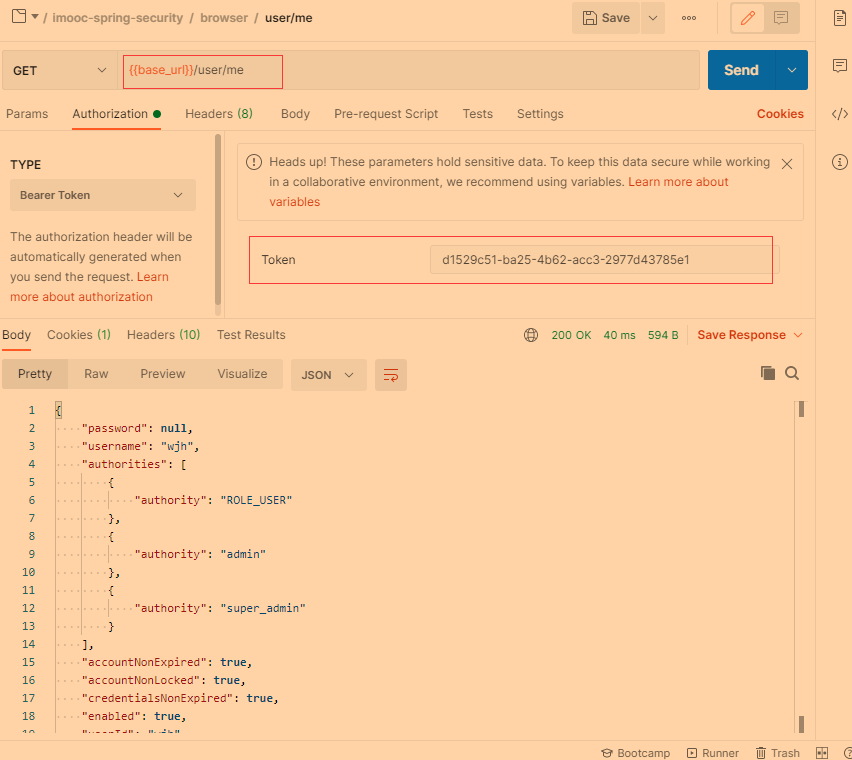 / imooc-spring-security / browser / user/me
Save
GET
{{base_url}}/user/me
Send
Params Authorization Headers (8) Body Pre-request Script Tests Settings Cookies
TYPE
Bearer Token
The authorization header will be
automatically generated when
you send the request. Learn
more about authorization
Heads up! These parameters hold sensitive data. To keep this data secure while working
in a collaborative environment, we recommend using variables. Learn more about
variables
Token d1529c51-ba25-4b62-acc3-2977d43785e1
Body Cookies (1) Headers (10) Test Results 200 OK 40 ms 594 B Save Response
Pretty Raw Preview Visualize JSON
1 {
2 "password": null,
3 "username": "wjh",
4 "authorities": [
5 {
6 "authority": "ROLE_USER"
7 },
8 {
9 "authority": "admin"
10 },
11 {
12 "authority": "super_admin"
13 }
14 ],
15 "accountNonExpired": true,
16 "accountNonLocked": true,
17 "credentialsNonExpired": true,
18 "enabled": true,
19 "userId": "wjh"
Bootcamp Runner Trash